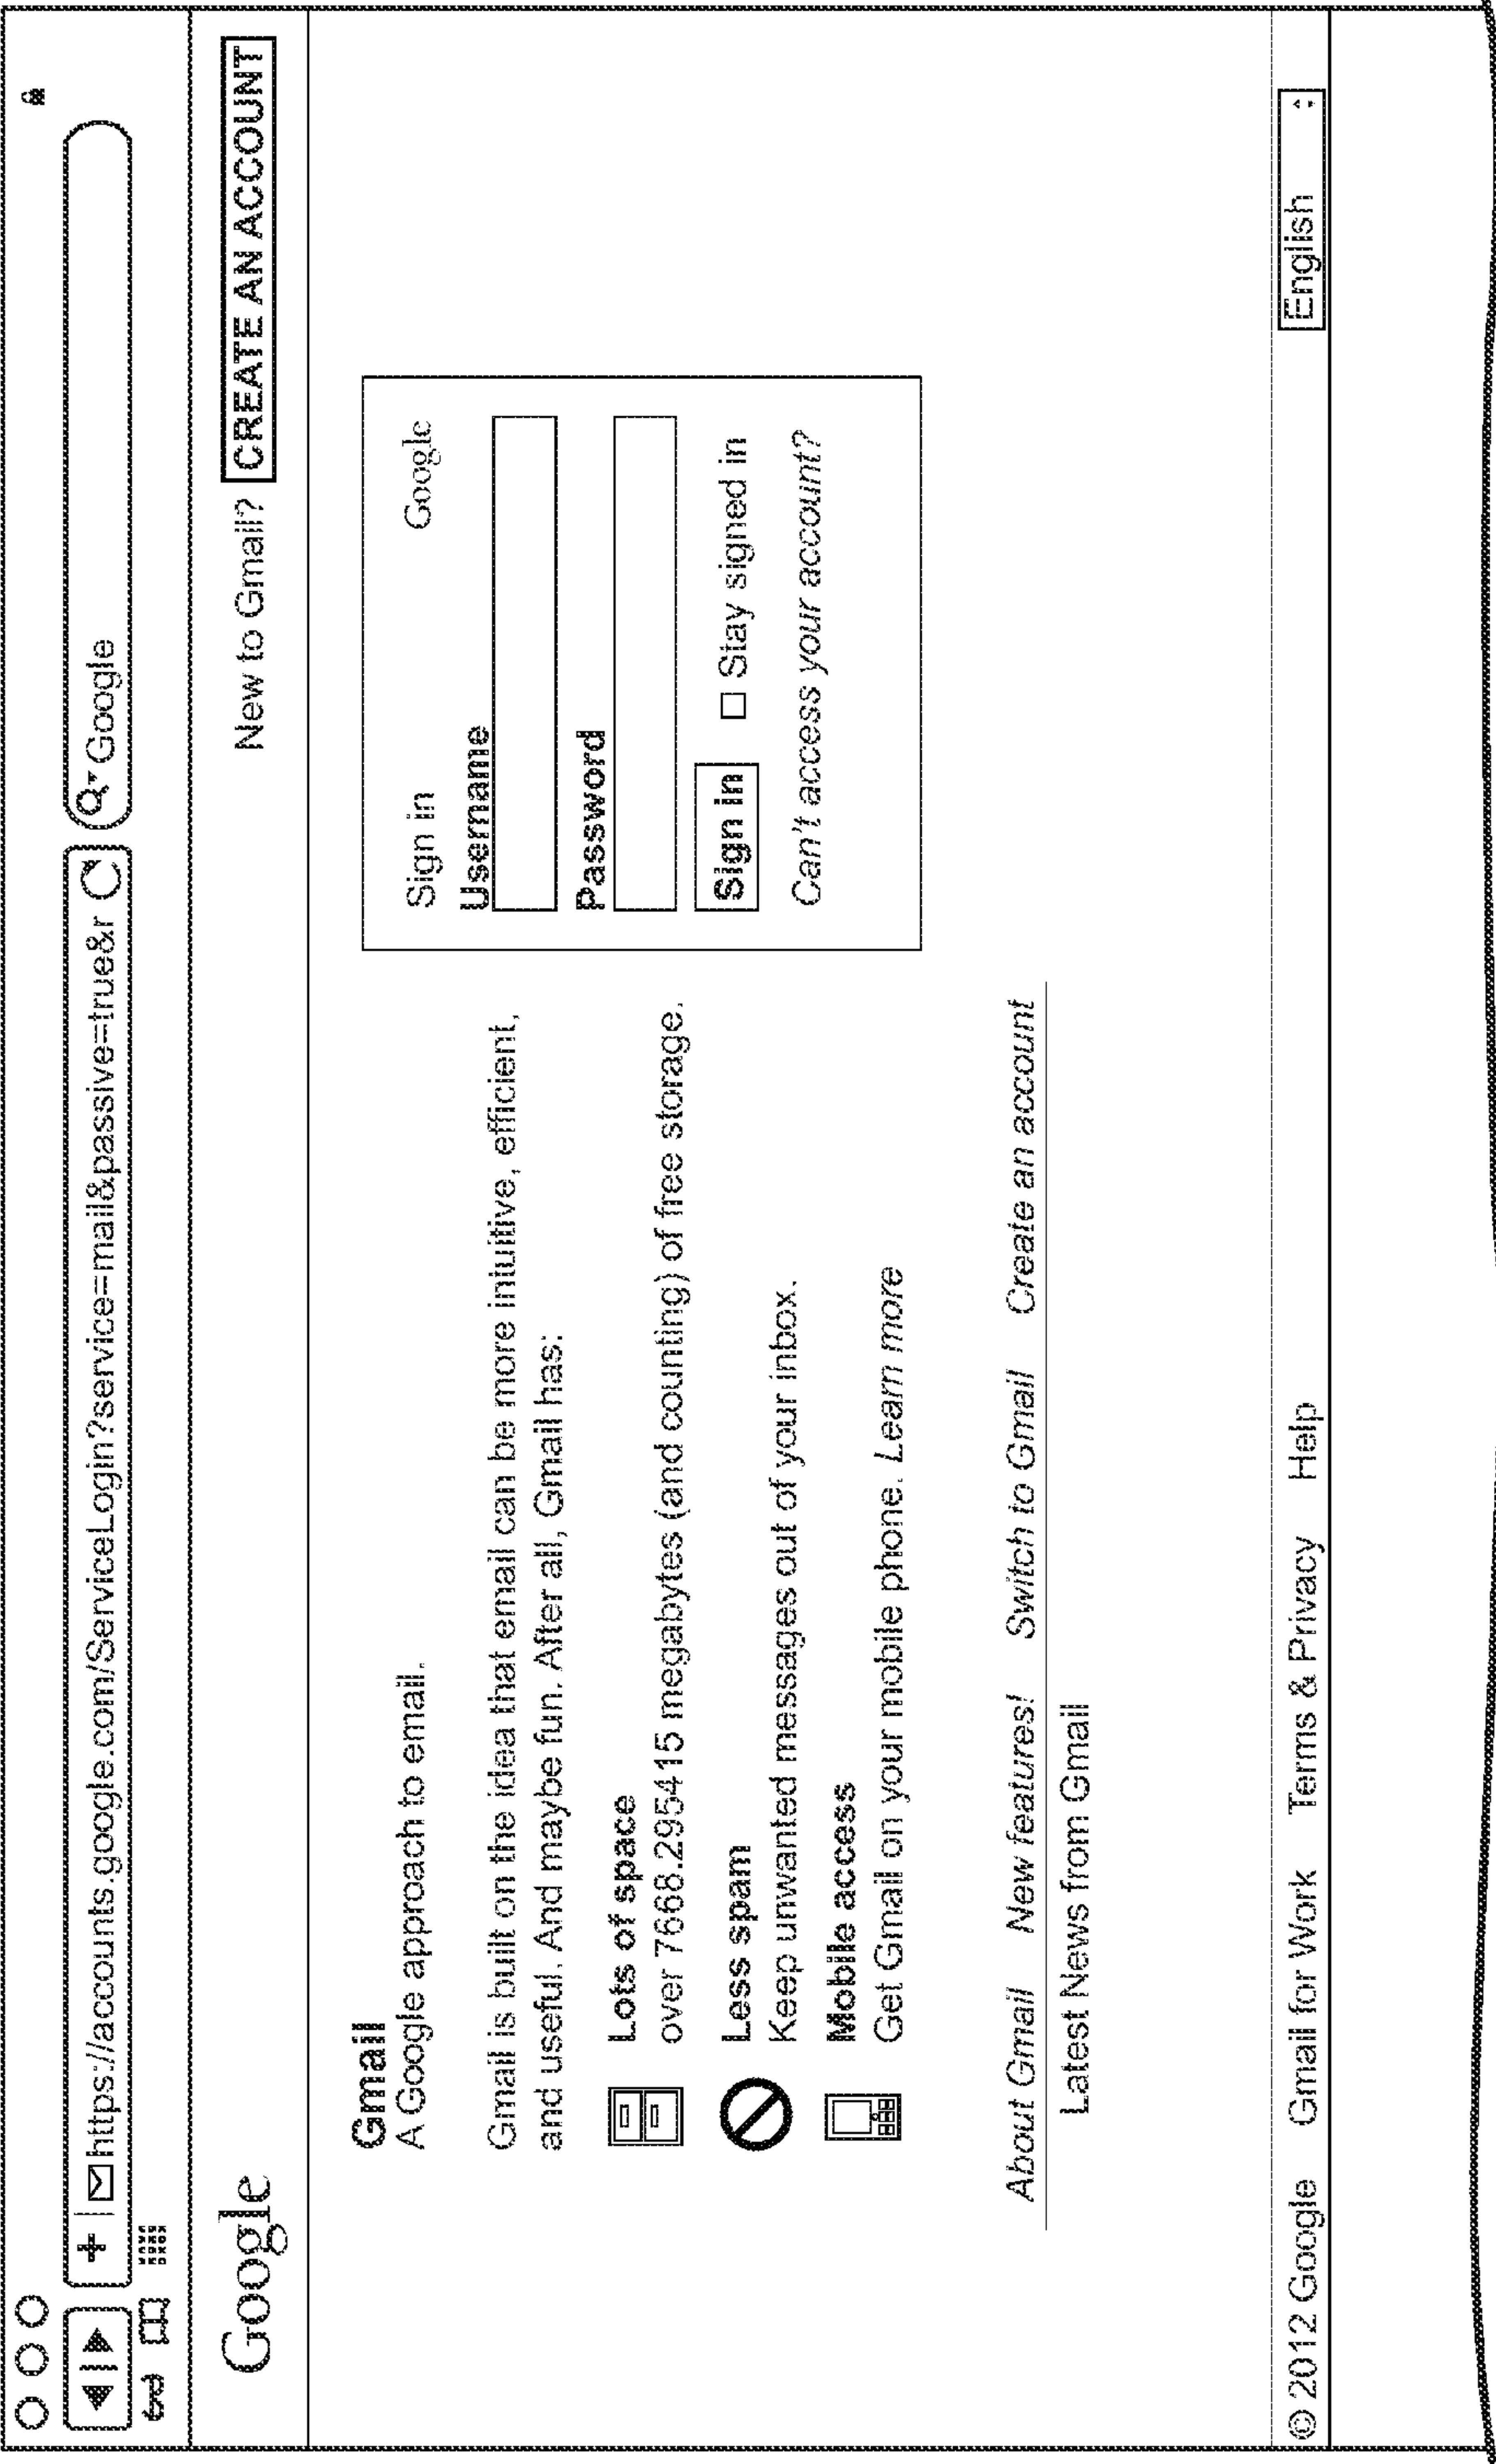 https://accounts.google.com/ServiceLogin?service=mail&passive=true&r
Google
Google
New to Gmail? CREATE AN ACCOUNT
Gmail
A Google approach to email.
Gmail is built on the idea that email can be more intuitive, efficient,
and useful. And maybe fun. After all, Gmail has:
Lots of space
over 7668.295415 megabytes (and counting) of free storage.
Less spam
Keep unwanted messages out of your inbox.
Mobile access
Get Gmail on your mobile phone. Learn more
About Gmail New features! Switch to Gmail Create an account
Latest News from Gmail
Sign in Google
Username
Password
Sign in Stay signed in
Can't access your account?
© 2012 Google Gmail for Work Terms & Privacy Help English